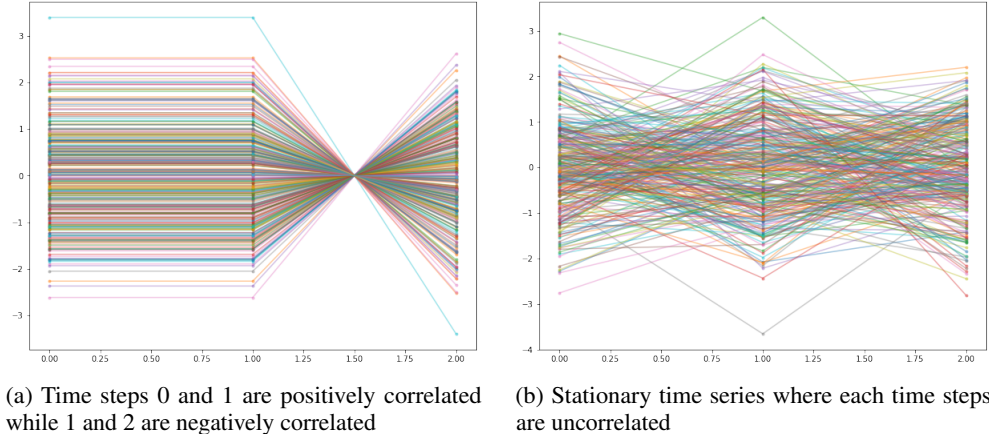 3
2
1
0
−1
−2
−3
0.00 0.25 0.50 0.75 1.00 1.25 1.50 1.75 2.00
3
2
1
0
−1
−2
−3
−4
0.00 0.25 0.50 0.75 1.00 1.25 1.50 1.75 2.00
(a) Time steps 0 and 1 are positively correlated
while 1 and 2 are negatively correlated
(b) Stationary time series where each time steps
are uncorrelated